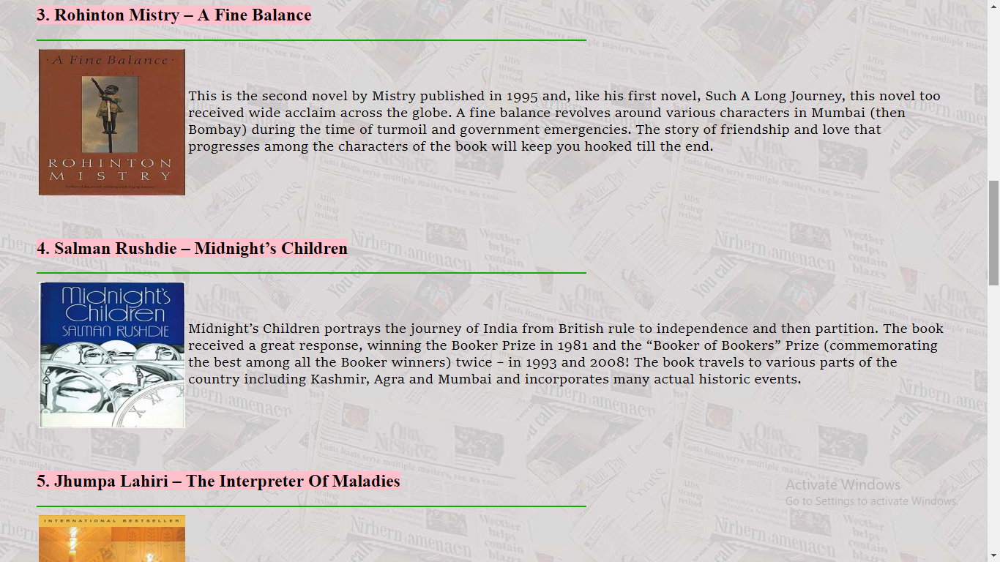 3. Rohinton Mistry – A Fine Balance
· A Fine Balance ·
a novel
ROHINTON
MISTRY
This is the second novel by Mistry published in 1995 and, like his first novel, Such A Long Journey, this novel too
received wide acclaim across the globe. A fine balance revolves around various characters in Mumbai (then
Bombay) during the time of turmoil and government emergencies. The story of friendship and love that
progresses among the characters of the book will keep you hooked till the end.
4. Salman Rushdie – Midnight’s Children
Midnight's
Children
SALMAN RUSHDIE
Midnight’s Children portrays the journey of India from British rule to independence and then partition. The book
received a great response, winning the Booker Prize in 1981 and the “Booker of Bookers” Prize (commemorating
the best among all the Booker winners) twice – in 1993 and 2008! The book travels to various parts of the
country including Kashmir, Agra and Mumbai and incorporates many actual historic events.
5. Jhumpa Lahiri – The Interpreter Of Maladies
INTERNATIONAL BESTSELLER
Activate Windows
Go to Settings to activate Windows.